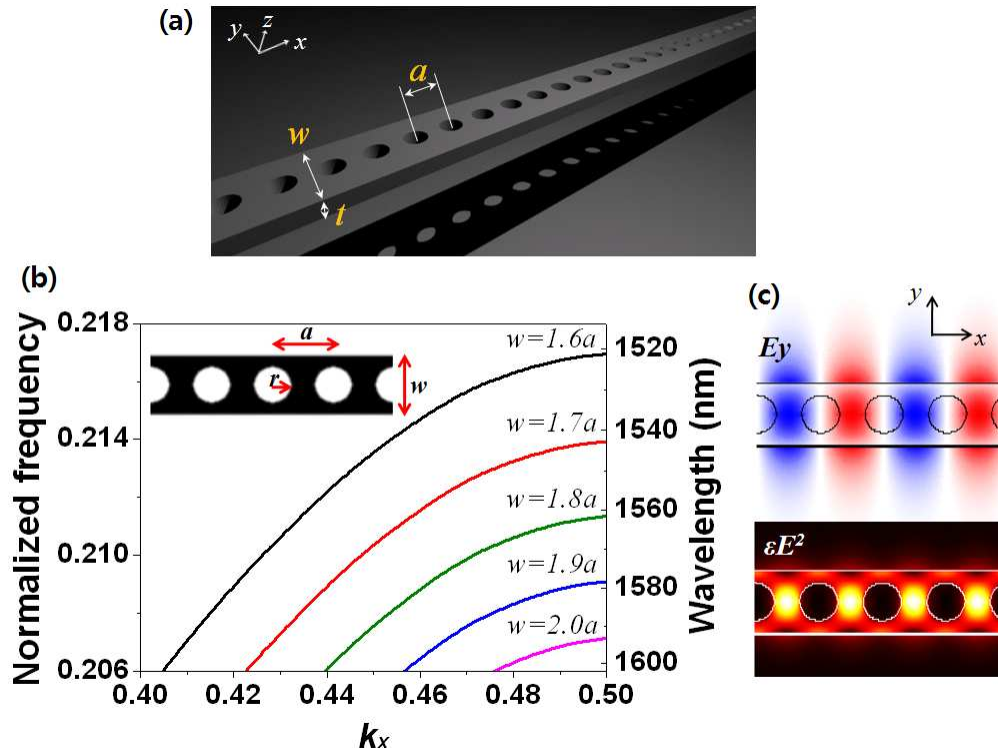 (a)
y z x
a
w
t
(b)
(c)
Normalized frequency
0.218
0.214
0.210
0.206
0.40 0.42 0.44 0.46 0.48 0.50
kx
a
r
w
w=1.6a
w=1.7a
w=1.8a
w=1.9a
w=2.0a
1520
1540
1560
1580
1600
Wavelength (nm)
y
x
Ey
εE²